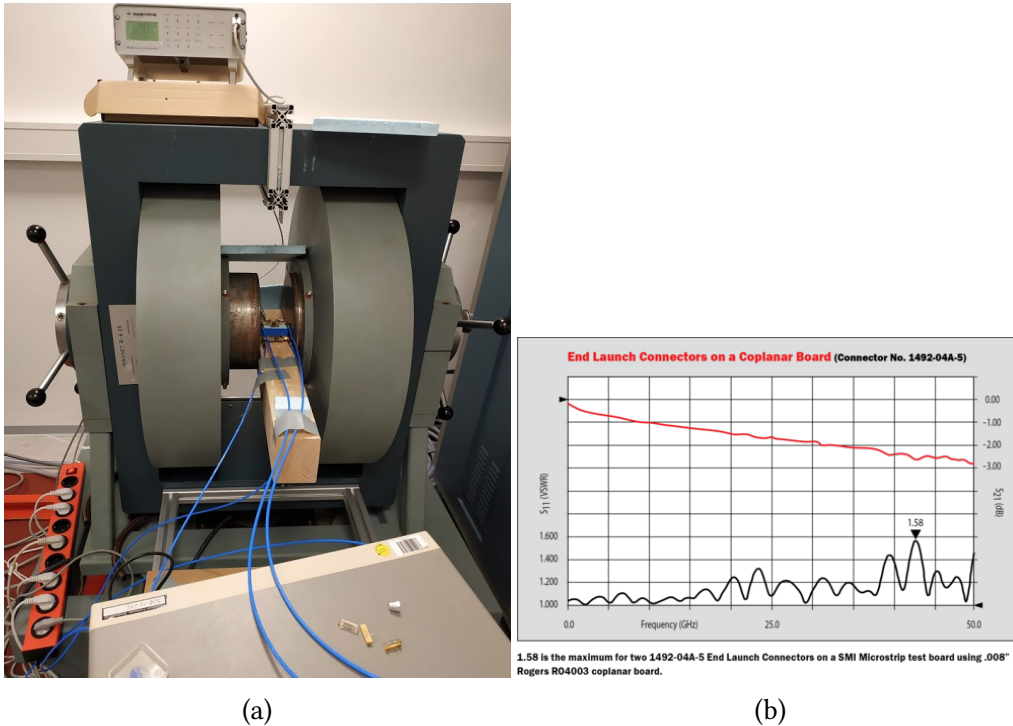 End Launch Connectors on a Coplanar Board (Connector No. 1492-04A-5)
0.00
-1.00
-2.00
-3.00
S11 (VSWR)
S21 (dB)
1.58
1.600
1.400
1.200
1.000
0.0
Frequency (GHz)
25.0
50.0
1.58 is the maximum for two 1492-04A-5 End Launch Connectors on a SMI Microstrip test board using .008"
Rogers RO4003 coplanar board.
(a)
(b)